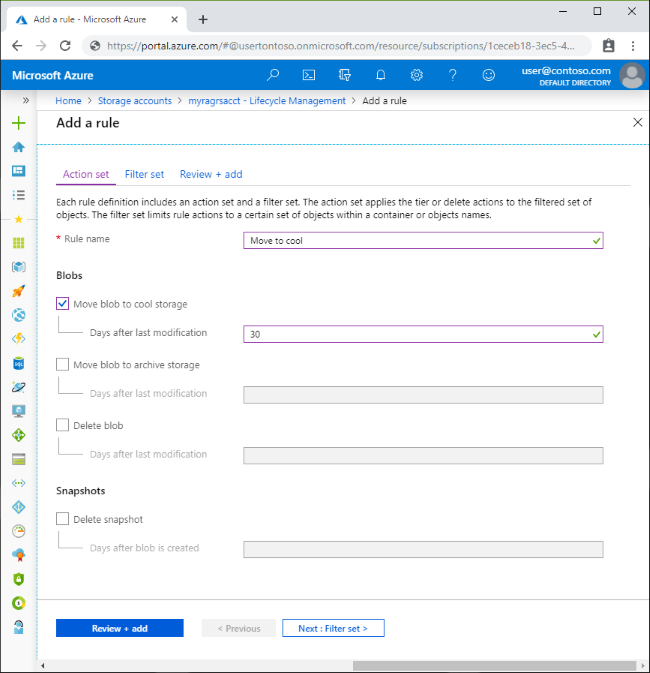 Add a rule - Microsoft Azure
https://portal.azure.com/#@usertontoso.onmicrosoft.com/resource/subscriptions/1ceceb18-3ec5-4...
Microsoft Azure
user@contoso.com
DEFAULT DIRECTORY
Home > Storage accounts > myragrsacct - Lifecycle Management > Add a rule
Add a rule
Action set Filter set Review + add
Each rule definition includes an action set and a filter set. The action set applies the tier or delete actions to the filtered set of
objects. The filter set limits rule actions to a certain set of objects within a container or objects names.
* Rule name Move to cool
Blobs
Move blob to cool storage
Days after last modification 30
Move blob to archive storage
Days after last modification
Delete blob
Days after last modification
Snapshots
Delete snapshot
Days after blob is created
Review + add < Previous Next : Filter set >